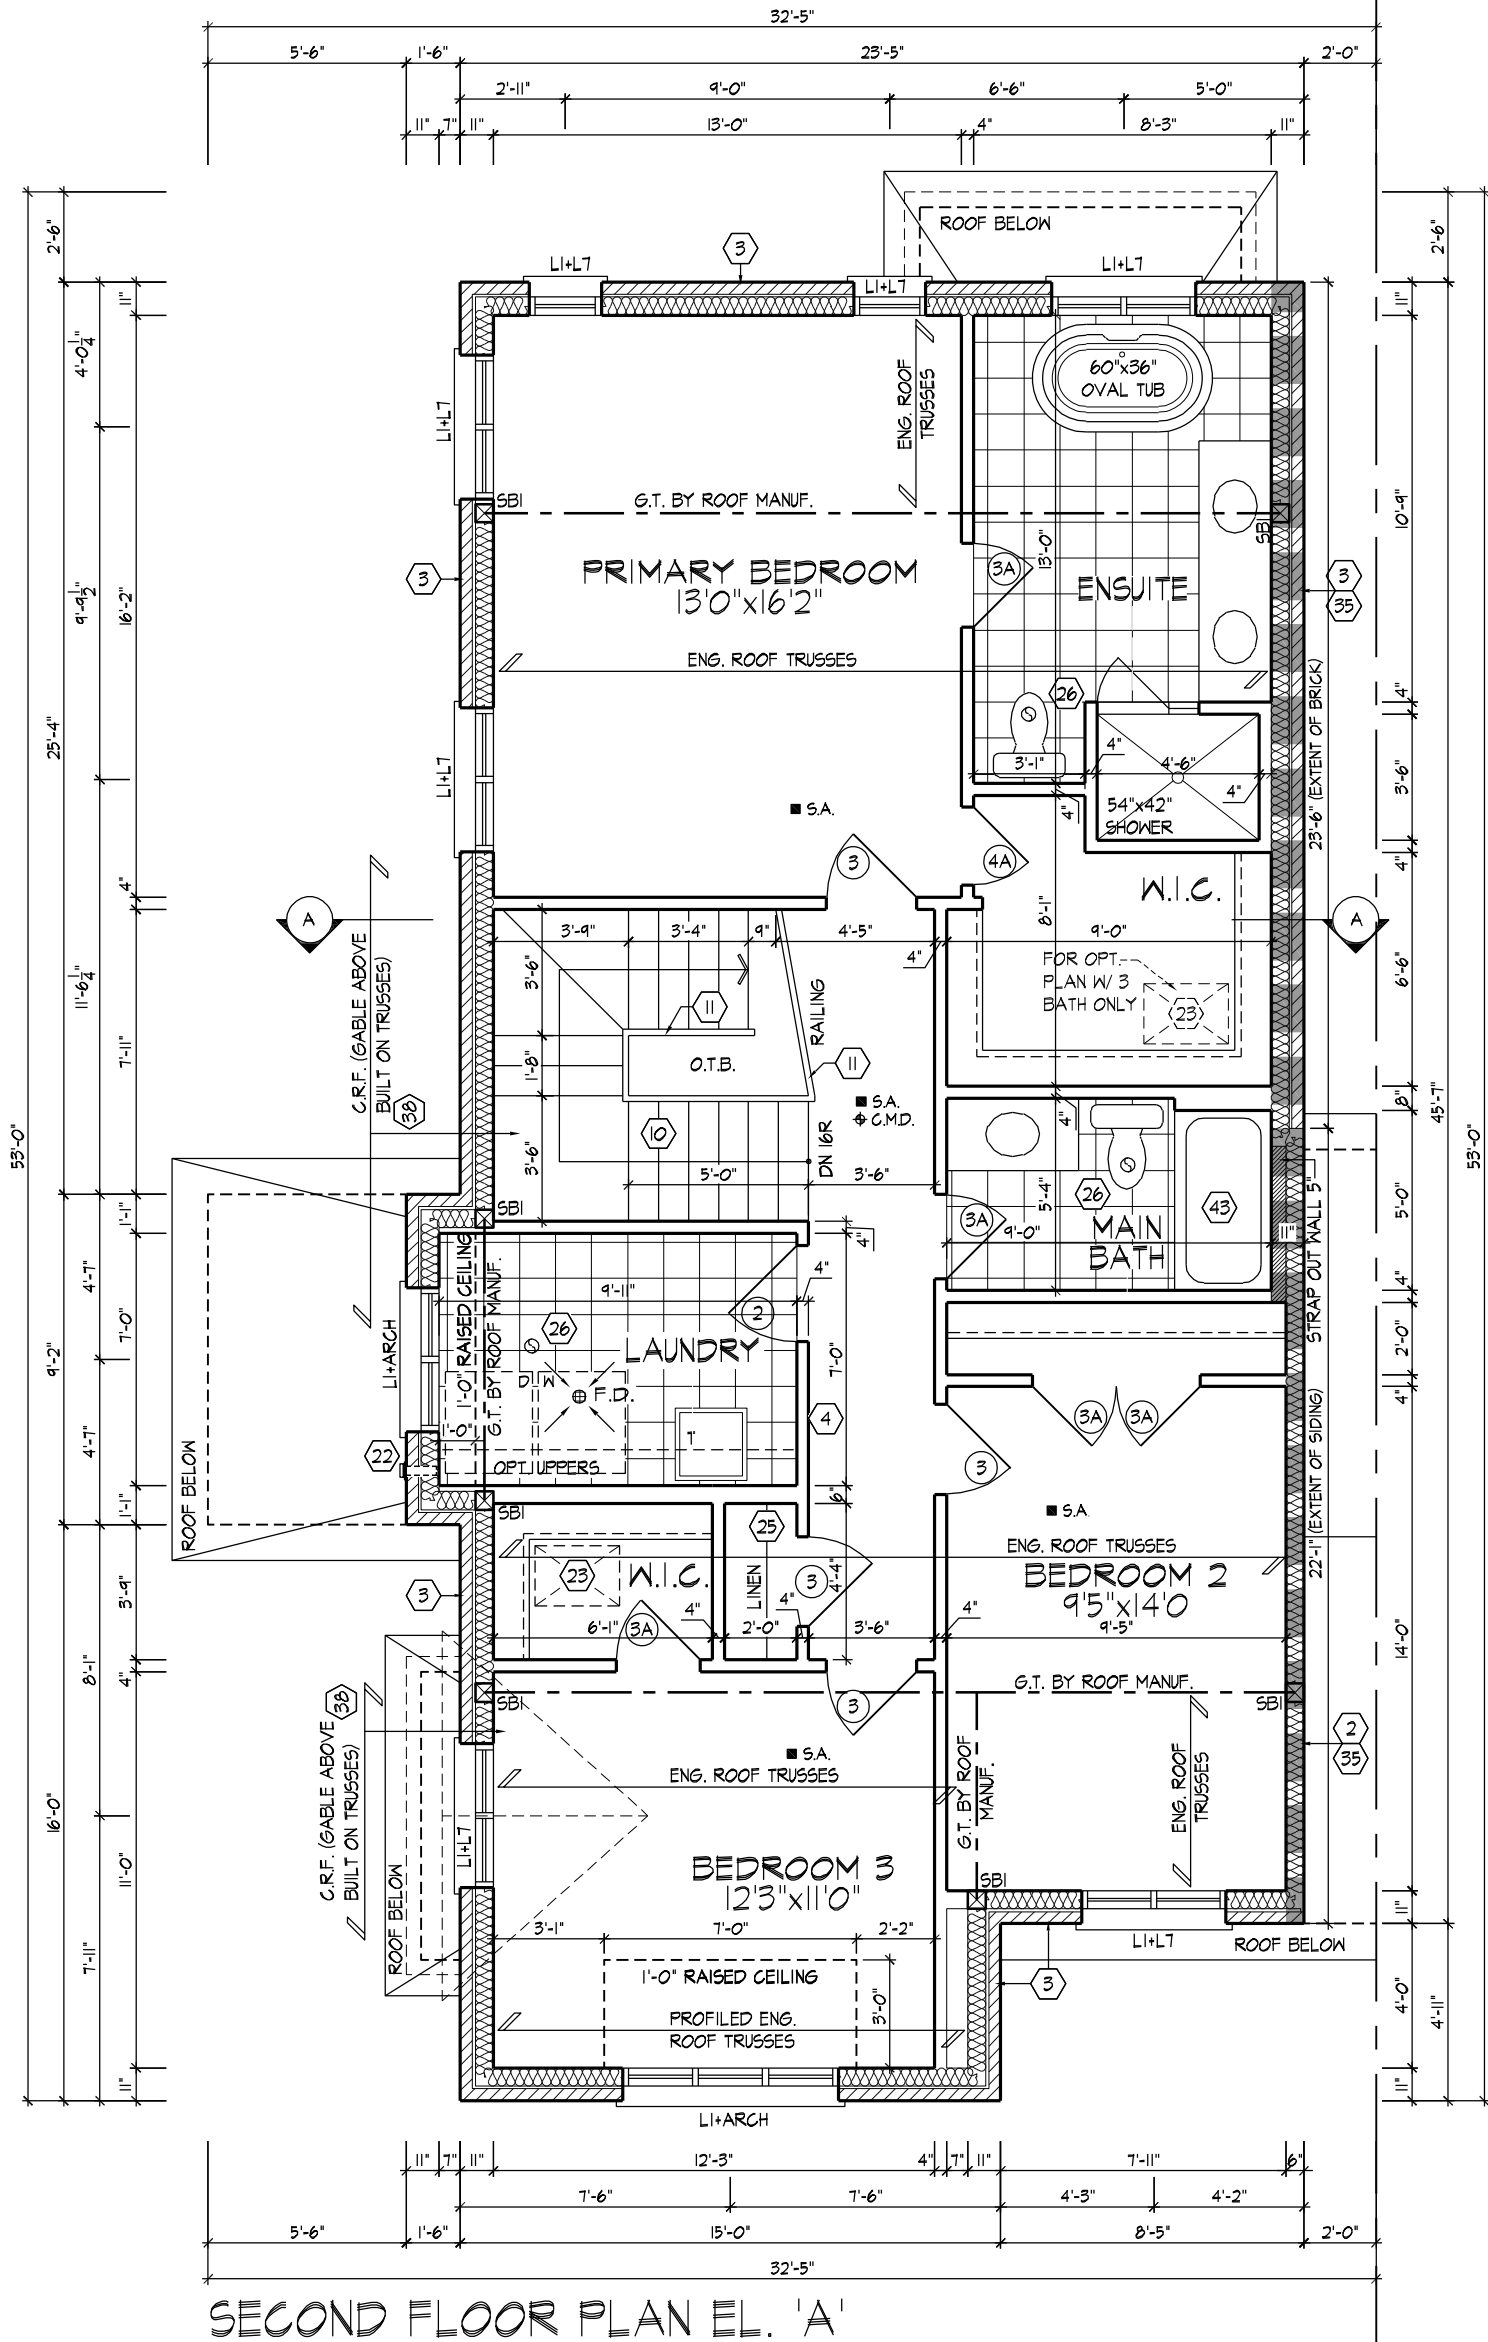 32'-5"
5'-6"
1'-6"
23'-5"
2'-0"
2'-11"
9'-0"
6'-6"
5'-0"
11"
7"
11"
13'-0"
4"
8'-3"
11"
ROOF BELOW
L1+L7
3
L1+L7
L1+L7
2'-6"
53'-0"
25'-4"
9'-2"
16'-0"
4'-0 1/4"
9'-9 1/2"
11'-6 1/4"
4'-7"
4'-7"
8'-1"
7'-11"
11"
16'-2"
4"
7'-11"
1'-1"
7'-0"
1'-1"
3'-9"
4"
11'-0"
11"
L1+L7
ENG. ROOF
TRUSSES
60"x36"
OVAL TUB
SB1
G.T. BY ROOF MANUF.
SB1
3
PRIMARY BEDROOM
13'0"x16'2"
3A
13'-0"
ENSUITE
3
35
ENG. ROOF TRUSSES
26
23'-6" (EXTENT OF BRICK)
L1+L7
3'-1"
4"
4'-6"
4"
4"
54"x42"
SHOWER
S.A.
3
4A
W.I.C.
A
A
C.R.F. (GABLE ABOVE
BUILT ON TRUSSES)
38
3'-9"
3'-4"
9"
4'-5"
4"
8'-1"
9'-0"
3'-6"
1'-8"
3'-6"
11
RAILING
O.T.B.
11
FOR OPT.
PLAN W/ 3
BATH ONLY
23
S.A.
C.M.D.
10
DN 16R
5'-0"
3'-6"
4"
26
43
5'-4"
3A
9'-0"
MAIN
BATH
11"
STRAP OUT WALL 5"
SB1
1'-0" RAISED CEILING
G.T. BY ROOF MANUF.
9'-11"
4"
4"
2
26
LAUNDRY
7'-0"
D
W
F.D.
1'-0"
T
4
OPT. UPPERS
L1+ARCH
22
ROOF BELOW
6"
SB1
3A
3A
3
22'-1" (EXTENT OF SIDING)
S.A.
ENG. ROOF TRUSSES
BEDROOM 2
9'5"x14'0
23
W.I.C.
25
LINEN
3
4'-4"
3
6'-1"
3A
4"
2'-0"
4"
3'-6"
4"
9'-5"
G.T. BY ROOF MANUF.
SB1
SB1
3
C.R.F. (GABLE ABOVE
BUILT ON TRUSSES)
38
S.A.
ENG. ROOF TRUSSES
G.T. BY ROOF
MANUF.
ENG. ROOF
TRUSSES
2
35
L1+L7
ROOF BELOW
BEDROOM 3
12'3"x11'0"
SB1
3'-1"
7'-0"
2'-2"
L1+L7
ROOF BELOW
1'-0" RAISED CEILING
3
3'-0"
PROFILED ENG.
ROOF TRUSSES
L1+ARCH
11"
10'-9"
4"
3'-6"
4"
6'-6"
8"
5'-0"
4"
2'-0"
4"
14'-0"
11"
4'-0"
11"
2'-6"
45'-7"
4'-11"
53'-0"
11"
7"
11"
12'-3"
4"
7"
11"
7'-11"
6"
7'-6"
7'-6"
4'-3"
4'-2"
5'-6"
1'-6"
15'-0"
8'-5"
2'-0"
32'-5"
SECOND FLOOR PLAN EL. 'A'